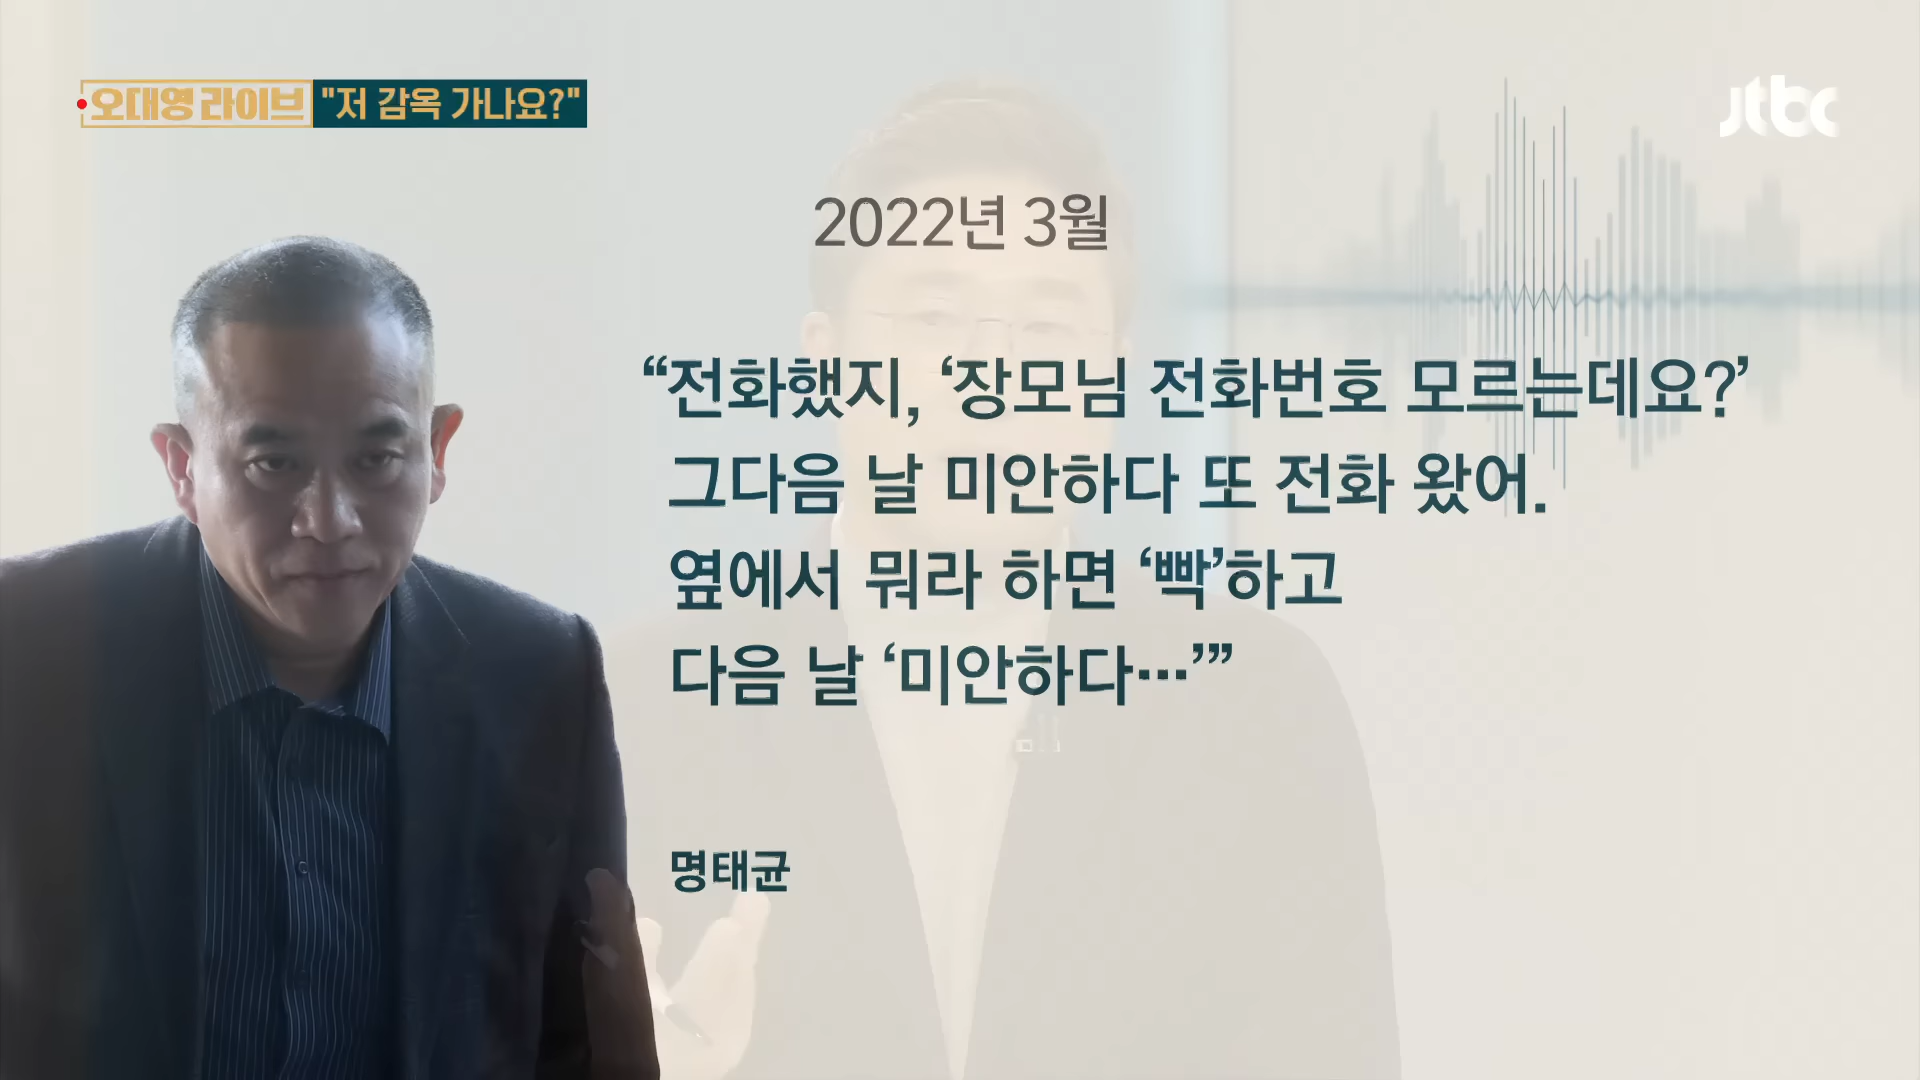 오대영 라이브 "저 감옥 가나요?"
jtbc
2022년 3월
“전화했지, ‘장모님 전화번호 모르는데요?’
그다음 날 미안하다 또 전화 왔어.
옆에서 뭐라 하면 ‘빡’하고
다음 날 ‘미안하다…’”
명태균